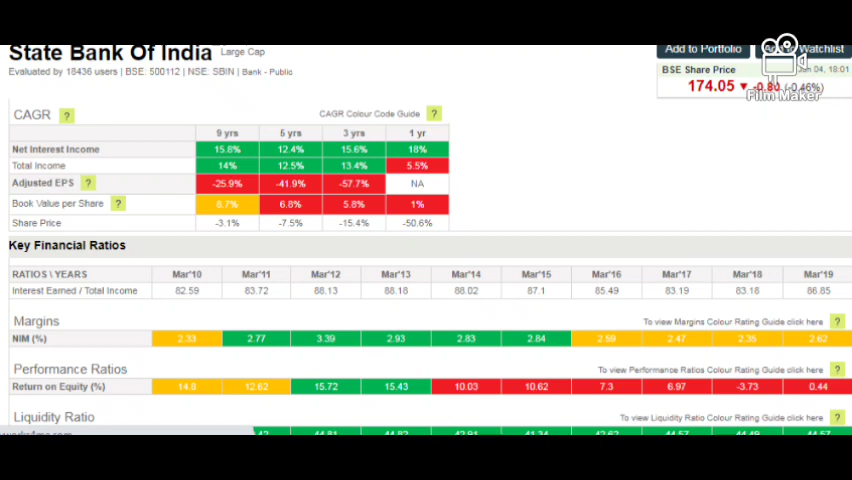 State Bank Of India Large Cap
Add to Portfolio Watchlist
Evaluated by 18436 users | BSE: 500112 | NSE: SBIN | Bank - Public
BSE Share Price Jan 04, 18:01
174.05 ▼ -0.80 (-0.46%)
Film Maker
CAGR ? CAGR Colour Code Guide ?
9 yrs 5 yrs 3 yrs 1 yr
Net Interest Income 15.8% 12.4% 15.6% 18%
Total Income 14% 12.5% 13.4% 5.5%
Adjusted EPS ? -25.9% -41.9% -57.7% NA
Book Value per Share ? 8.7% 6.8% 5.8% 1%
Share Price -3.1% -7.5% -15.4% -50.6%
Key Financial Ratios
RATIOS \ YEARS Mar'10 Mar'11 Mar'12 Mar'13 Mar'14 Mar'15 Mar'16 Mar'17 Mar'18 Mar'19
Interest Earned / Total Income 82.59 83.72 88.13 88.18 88.02 87.1 85.49 83.19 83.18 86.85
Margins To view Margins Colour Rating Guide click here ?
NIM (%) 2.33 2.77 3.39 2.93 2.83 2.84 2.59 2.47 2.35 2.62
Performance Ratios To view Performance Ratios Colour Rating Guide click here ?
Return on Equity (%) 14.8 12.62 15.72 15.43 10.03 10.62 7.3 6.97 -3.73 0.44
Liquidity Ratio To view Liquidity Ratio Colour Rating Guide click here ?